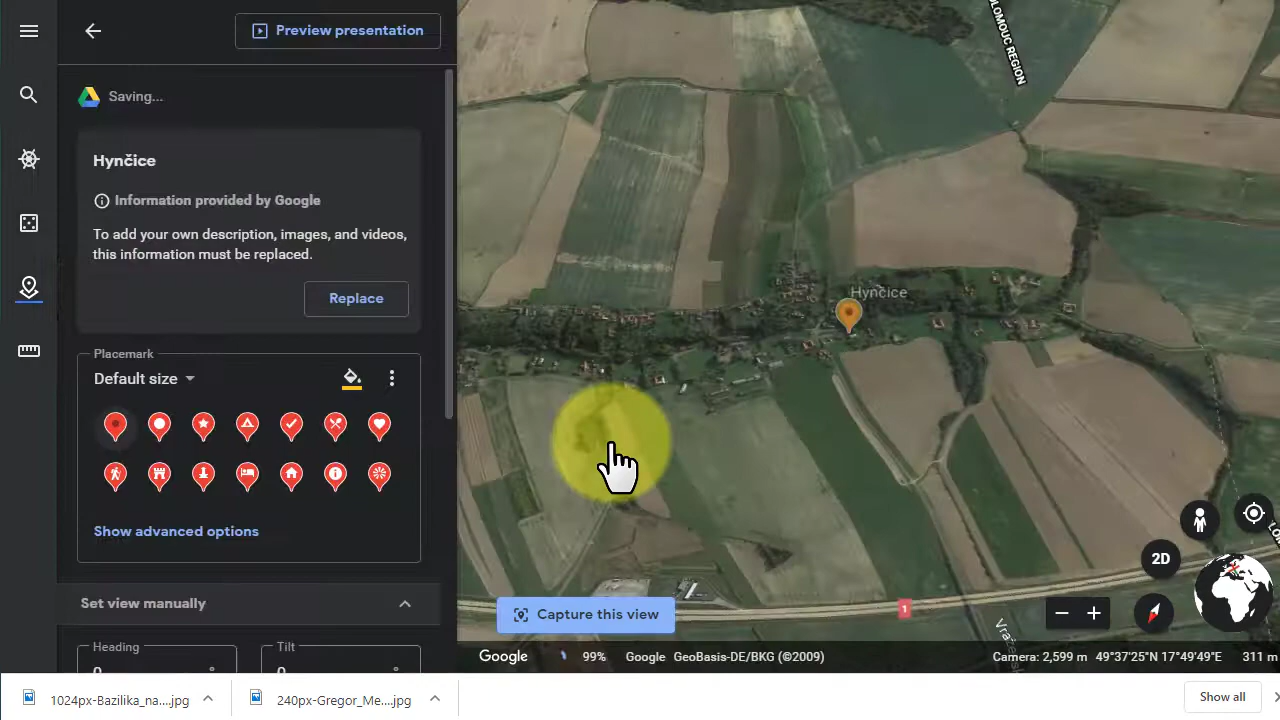 Preview presentation
Saving...
Hynčice
Information provided by Google
To add your own description, images, and videos,
this information must be replaced.
Replace
Placemark
Default size
Show advanced options
Set view manually
Heading
Tilt
0
°
0
°
OLOMOUC REGION
Hynčice
2D
1
Capture this view
Google
99%
Google
GeoBasis-DE/BKG (©2009)
Camera: 2,599 m
49°37'25"N 17°49'49"E
311 m
1024px-Bazilika_na....jpg
240px-Gregor_Me....jpg
Show all